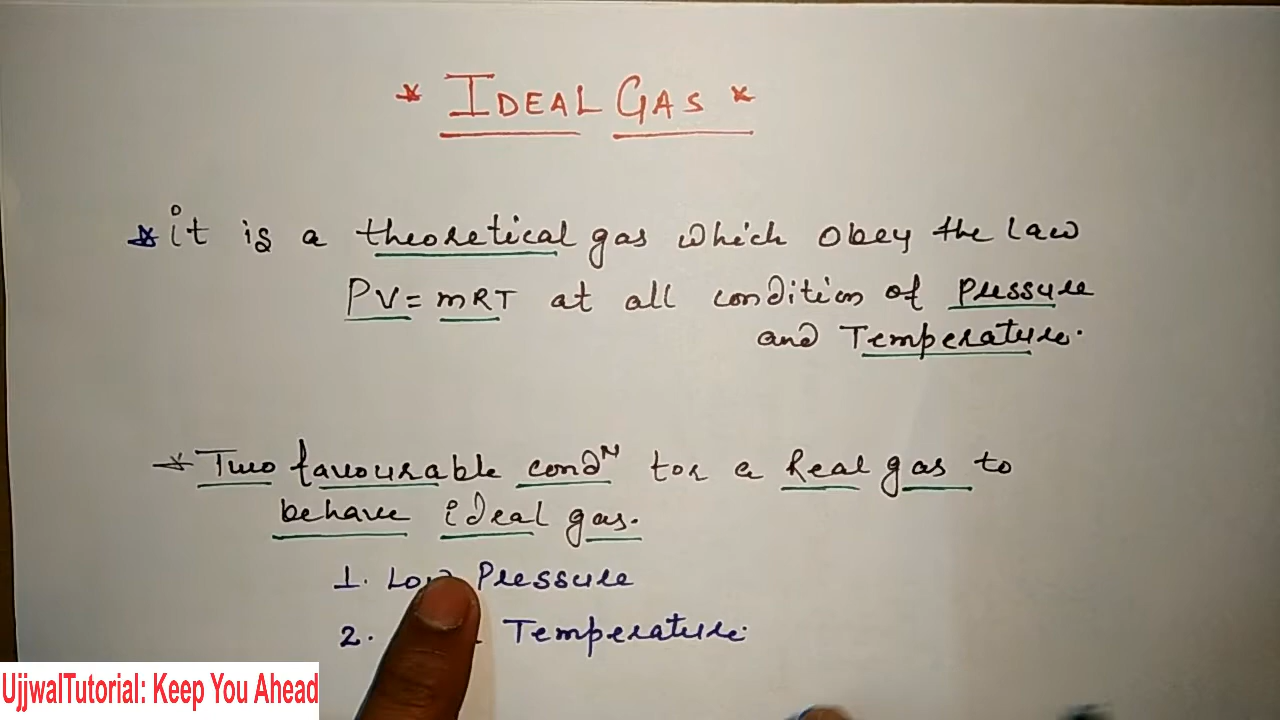 * IDEAL GAS *
* it is a theoretical gas which obey the law
PV = mRT at all condition of pressure
and Temperature.
* Two favourable condᴺ for a Real gas to
behave ideal gas.
1. Low Pressure
2. Temperature.
UjjwalTutorial: Keep You Ahead